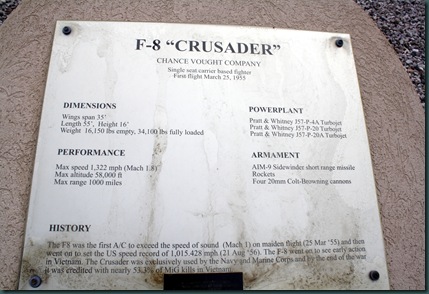 F-8 “CRUSADER”
CHANCE VOUGHT COMPANY
Single seat carrier based fighter
First flight March 25, 1955
DIMENSIONS
Wings span 35'
Length 55', Height 16'
Weight 16,150 lbs empty, 34,100 lbs fully loaded
PERFORMANCE
Max speed 1,322 mph (Mach 1.8)
Max altitude 58,000 ft
Max range 1000 miles
POWERPLANT
Pratt & Whitney J57-P-4A Turbojet
Pratt & Whitney J57-P-20 Turbojet
Pratt & Whitney J57-P-20A Turbojet
ARMAMENT
AIM-9 Sidewinder short range missile
Rockets
Four 20mm Colt-Browning cannons
HISTORY
The F8 was the first A/C to exceed the speed of sound (Mach 1) on maiden flight (25 Mar '55) and then
went on to set the US speed record of 1,015.428 mph (21 Aug '56). The F-8 went on to see early action
in Vietnam. The Crusader was exclusively used by the Navy and Marine Corps and by the end of the war
it was credited with nearly 53.3% of MiG kills in Vietnam.